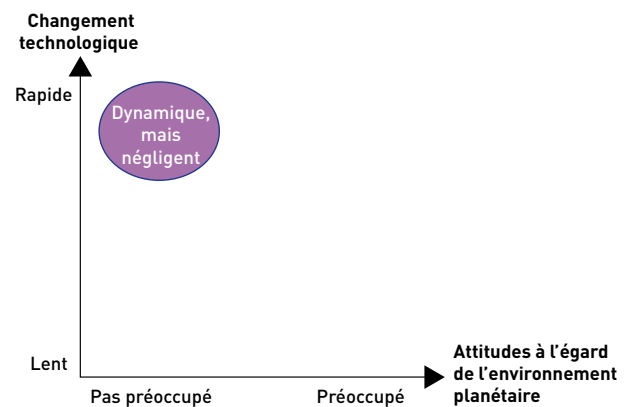 Changement
technologique
Rapide
Dynamique,
mais
négligent
Lent
Pas préoccupé
Préoccupé
Attitudes à l’égard
de l’environnement
planétaire